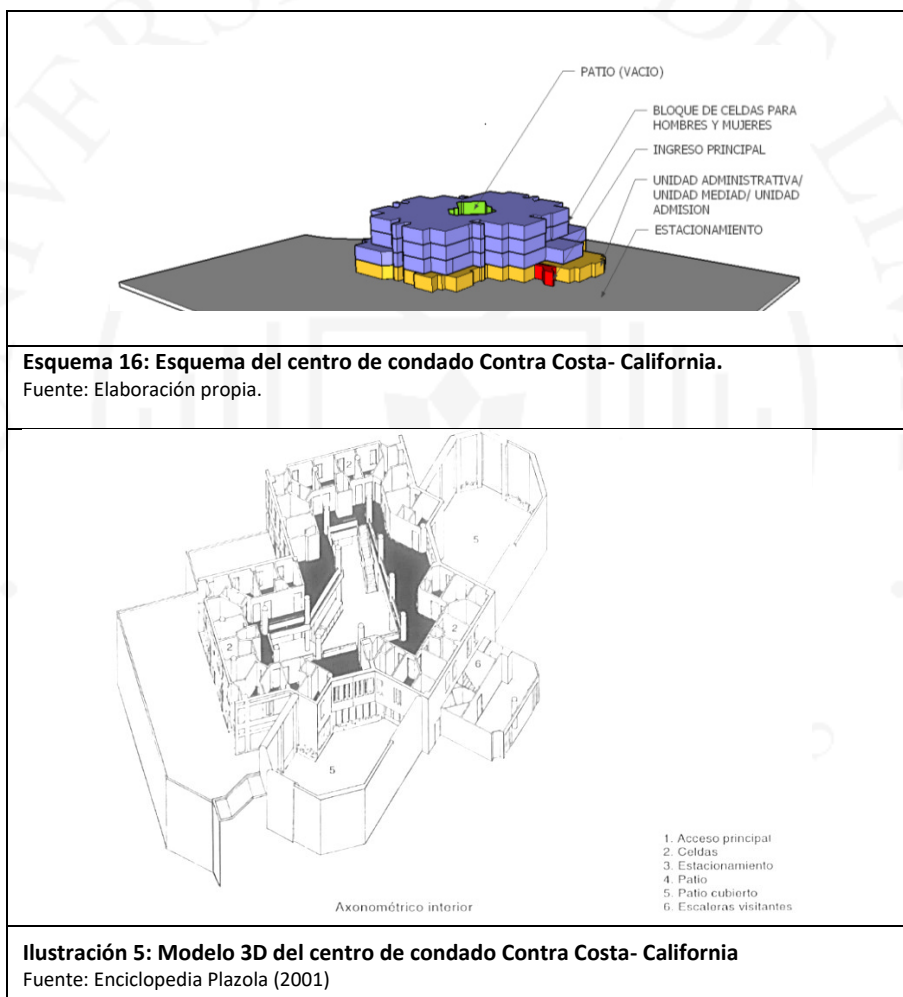 PATIO (VACIO)
BLOQUE DE CELDAS PARA
HOMBRES Y MUJERES
INGRESO PRINCIPAL
UNIDAD ADMINISTRATIVA/
UNIDAD MEDIAD/ UNIDAD
ADMISION
ESTACIONAMIENTO
Esquema 16: Esquema del centro de condado Contra Costa- California.
Fuente: Elaboración propia.
2
5
2
2
6
5
1. Acceso principal
2. Celdas
3. Estacionamiento
4. Patio
5. Patio cubierto
6. Escaleras visitantes
Axonométrico interior
Ilustración 5: Modelo 3D del centro de condado Contra Costa- California
Fuente: Enciclopedia Plazola (2001)